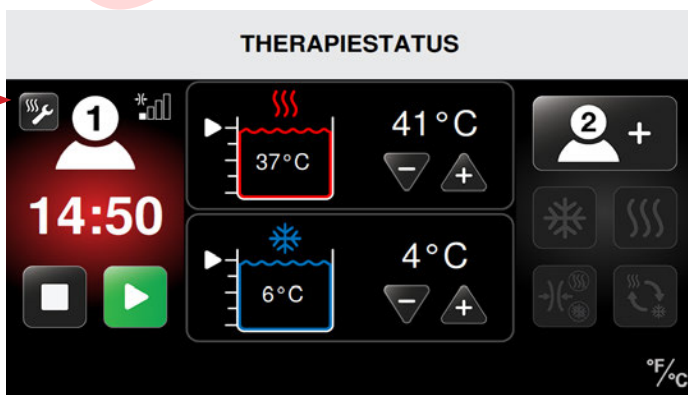 THERAPIESTATUS
1
14:50
37°C
41°C
- +
6°C
4°C
- +
2 +
°F/°C